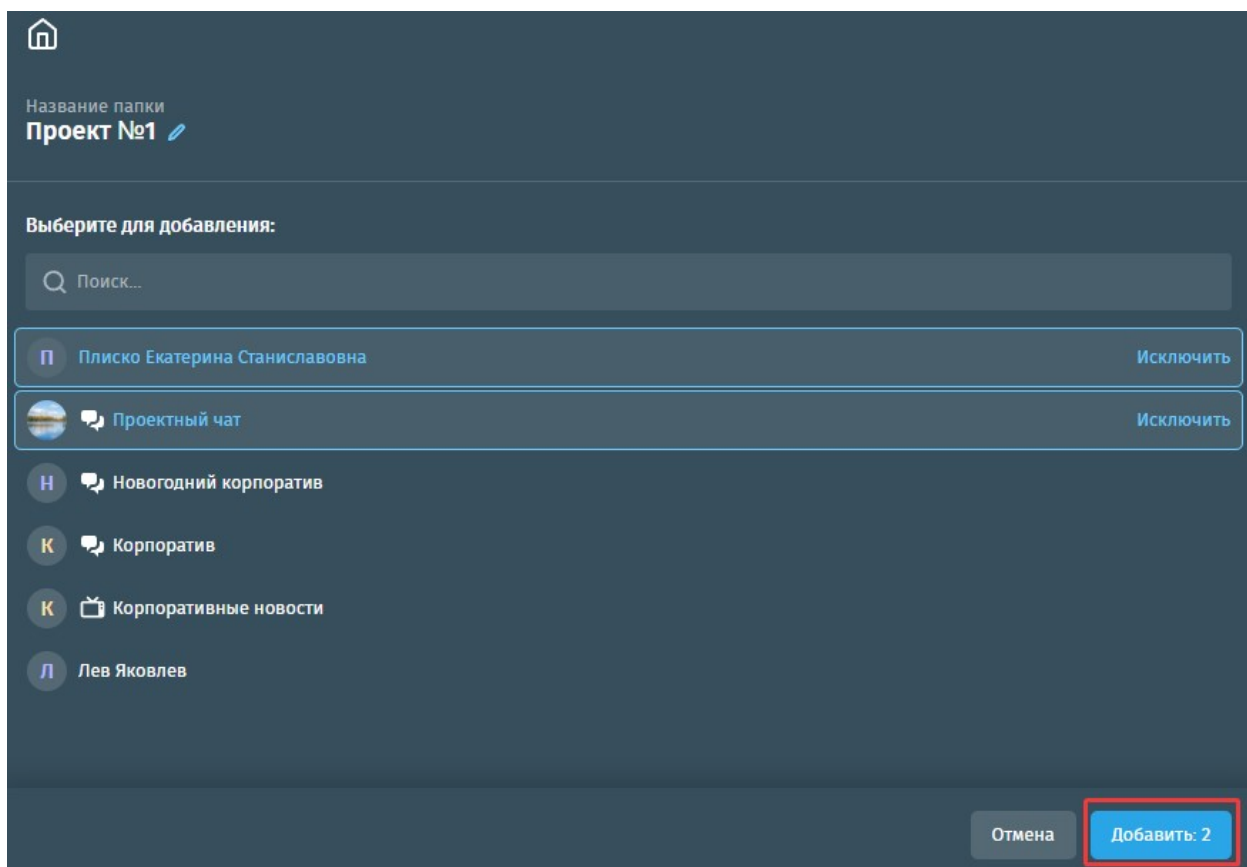 Название папки
Проект №1
Выберите для добавления:
Поиск...
П Плиско Екатерина Станиславовна Исключить
Проектный чат Исключить
Н Новогодний корпоратив
К Корпоратив
К Корпоративные новости
Л Лев Яковлев
Отмена Добавить: 2